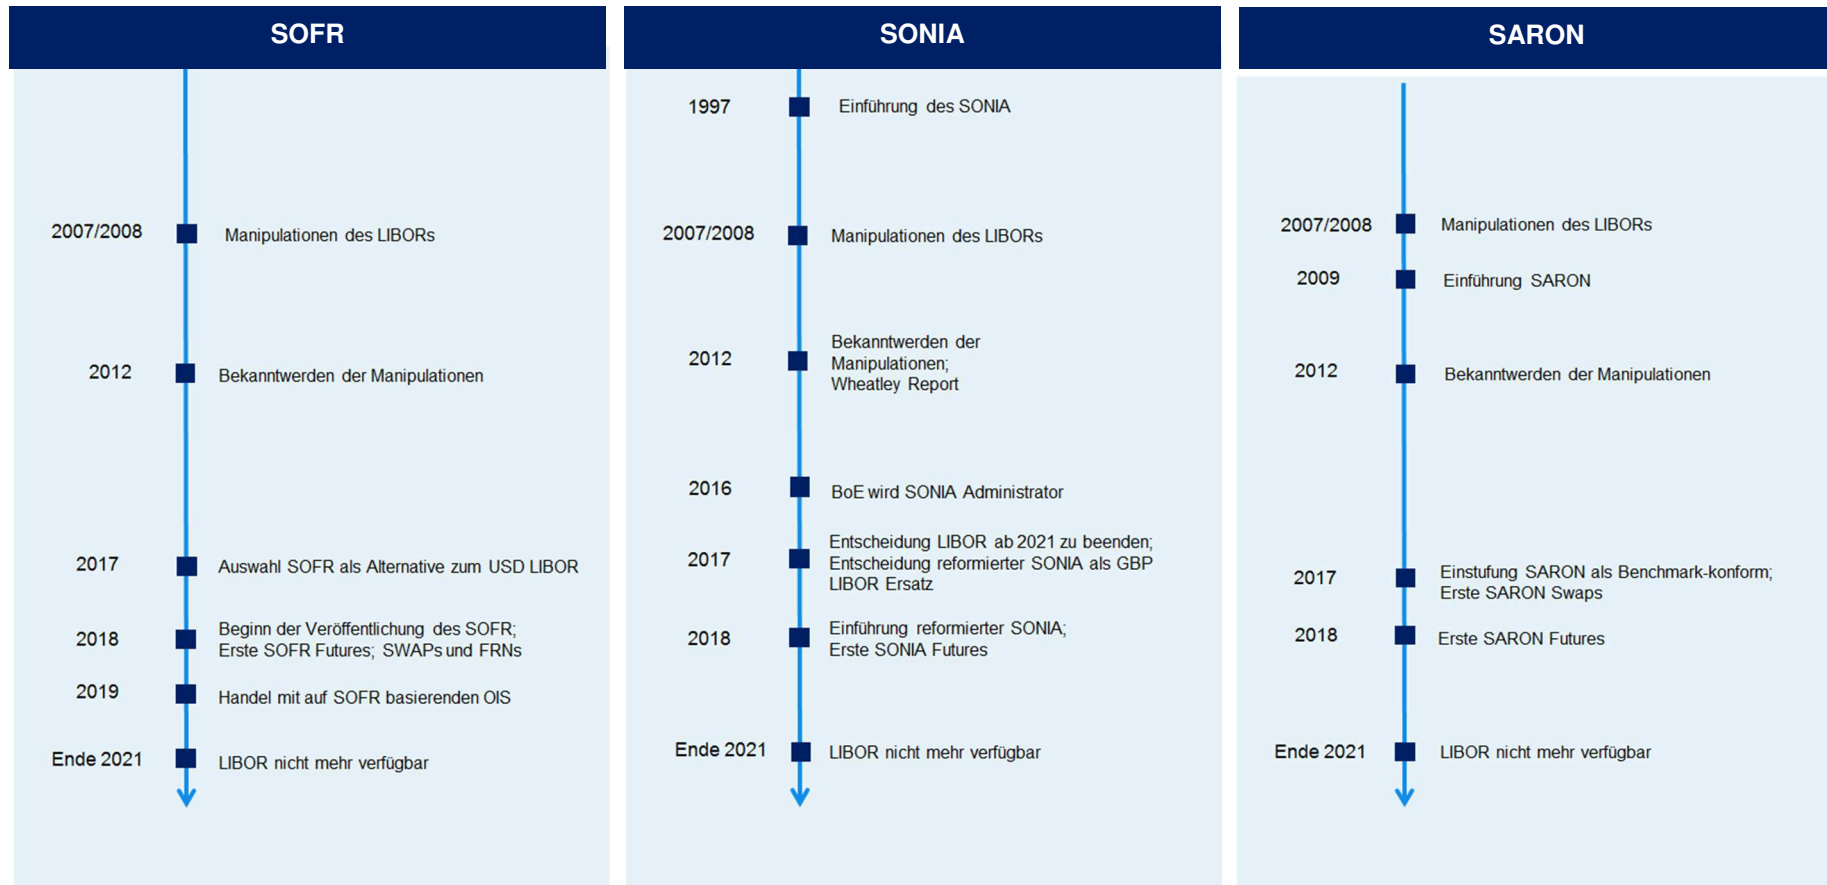 SOFR
2007/2008
Manipulationen des LIBORs
2012
Bekanntwerden der Manipulationen
2017
Auswahl SOFR als Alternative zum USD LIBOR
2018
Beginn der Veröffentlichung des SOFR;
Erste SOFR Futures; SWAPs und FRNs
2019
Handel mit auf SOFR basierenden OIS
Ende 2021
LIBOR nicht mehr verfügbar
SONIA
1997
Einführung des SONIA
2007/2008
Manipulationen des LIBORs
2012
Bekanntwerden der
Manipulationen;
Wheatley Report
2016
BoE wird SONIA Administrator
2017
Entscheidung LIBOR ab 2021 zu beenden;
Entscheidung reformierter SONIA als GBP
LIBOR Ersatz
2018
Einführung reformierter SONIA;
Erste SONIA Futures
Ende 2021
LIBOR nicht mehr verfügbar
SARON
2007/2008
Manipulationen des LIBORs
2009
Einführung SARON
2012
Bekanntwerden der Manipulationen
2017
Einstufung SARON als Benchmark-konform;
Erste SARON Swaps
2018
Erste SARON Futures
Ende 2021
LIBOR nicht mehr verfügbar